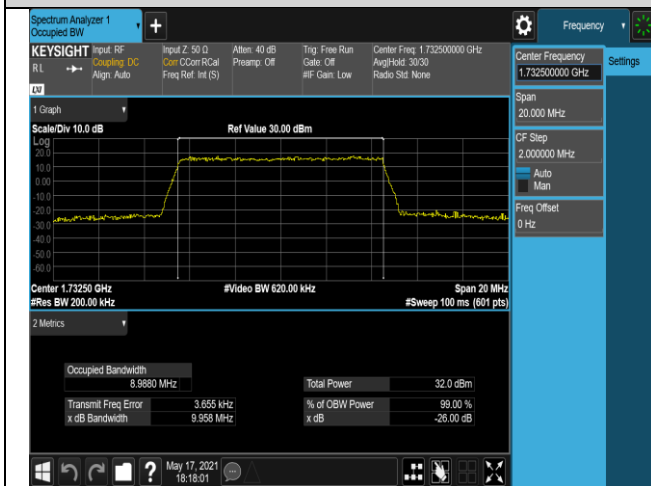 Spectrum Analyzer 1
Occupied BW
Frequency
KEYSIGHT
RL
LXI
Input: RF
Coupling: DC
Align: Auto
Input Z: 50 Ω
Corr CCorr RCal
Freq Ref: Int (S)
Atten: 40 dB
Preamp: Off
Trig: Free Run
Gate: Off
#IF Gain: Low
Center Freq: 1.732500000 GHz
Avg|Hold: 30/30
Radio Std: None
Center Frequency
1.732500000 GHz
Settings
Span
20.000 MHz
CF Step
2.000000 MHz
Auto
Man
Freq Offset
0 Hz
1 Graph
Scale/Div 10.0 dB
Ref Value 30.00 dBm
Log
20.0
10.0
0.00
-10.0
-20.0
-30.0
-40.0
-50.0
-60.0
Center 1.73250 GHz
#Video BW 620.00 kHz
Span 20 MHz
#Res BW 200.00 kHz
#Sweep 100 ms (601 pts)
2 Metrics
Occupied Bandwidth
8.9880 MHz
Total Power 32.0 dBm
Transmit Freq Error 3.655 kHz
% of OBW Power 99.00 %
x dB Bandwidth 9.958 MHz
x dB -26.00 dB
May 17, 2021
18:18:01